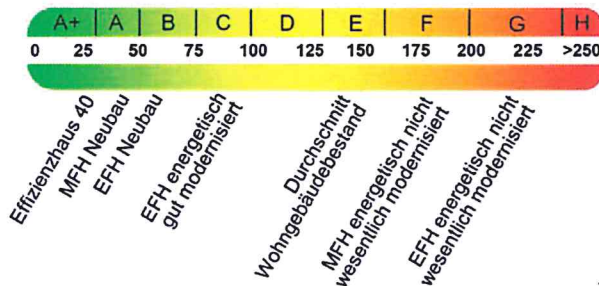 A+ A B C D E F G H
0 25 50 75 100 125 150 175 200 225 >250
Effizienzhaus 40
MFH Neubau
EFH Neubau
EFH energetisch
gut modernisiert
Durchschnitt
Wohngebäudebestand
MFH energetisch nicht
wesentlich modernisiert
EFH energetisch nicht
wesentlich modernisiert